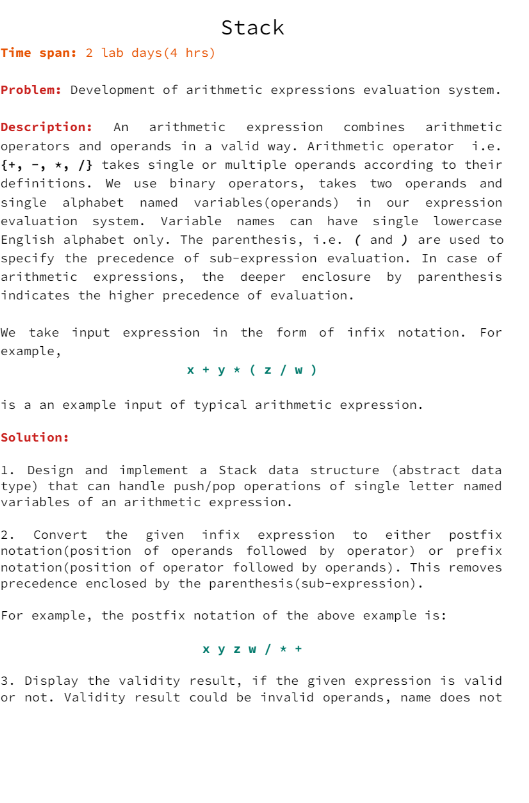 Stack
Time span: 2 lab days(4 hrs)
Problem: Development of arithmetic expressions evaluation system.
Description: An arithmetic expression combines arithmetic
operators and operands in a valid way. Arithmetic operator i.e.
{+, -, *, /} takes single or multiple operands according to their
definitions. We use binary operators, takes two operands and
single alphabet named variables(operands) in our expression
evaluation system. Variable names can have single lowercase
English alphabet only. The parenthesis, i.e. ( and ) are used to
specify the precedence of sub-expression evaluation. In case of
arithmetic expressions, the deeper enclosure by parenthesis
indicates the higher precedence of evaluation.
We take input expression in the form of infix notation. For
example,
x + y * ( z / w )
is a an example input of typical arithmetic expression.
Solution:
1. Design and implement a Stack data structure (abstract data
type) that can handle push/pop operations of single letter named
variables of an arithmetic expression.
2. Convert the given infix expression to either postfix
notation(position of operands followed by operator) or prefix
notation(position of operator followed by operands). This removes
precedence enclosed by the parenthesis(sub-expression).
For example, the postfix notation of the above example is:
x y z w / * +
3. Display the validity result, if the given expression is valid
or not. Validity result could be invalid operands, name does not